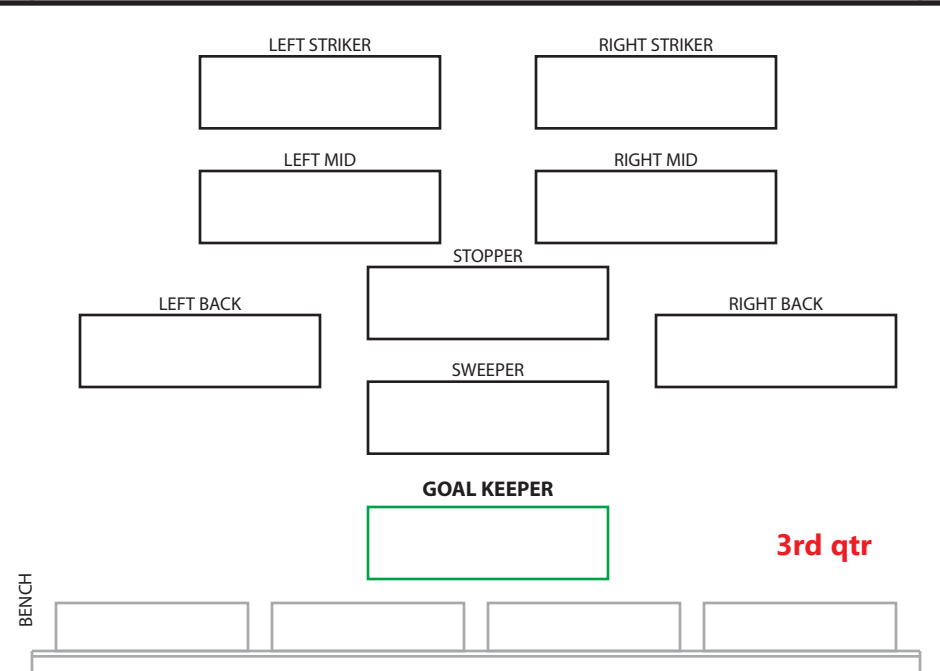 LEFT STRIKER
RIGHT STRIKER
LEFT MID
RIGHT MID
STOPPER
LEFT BACK
RIGHT BACK
SWEEPER
GOAL KEEPER
3rd qtr
BENCH